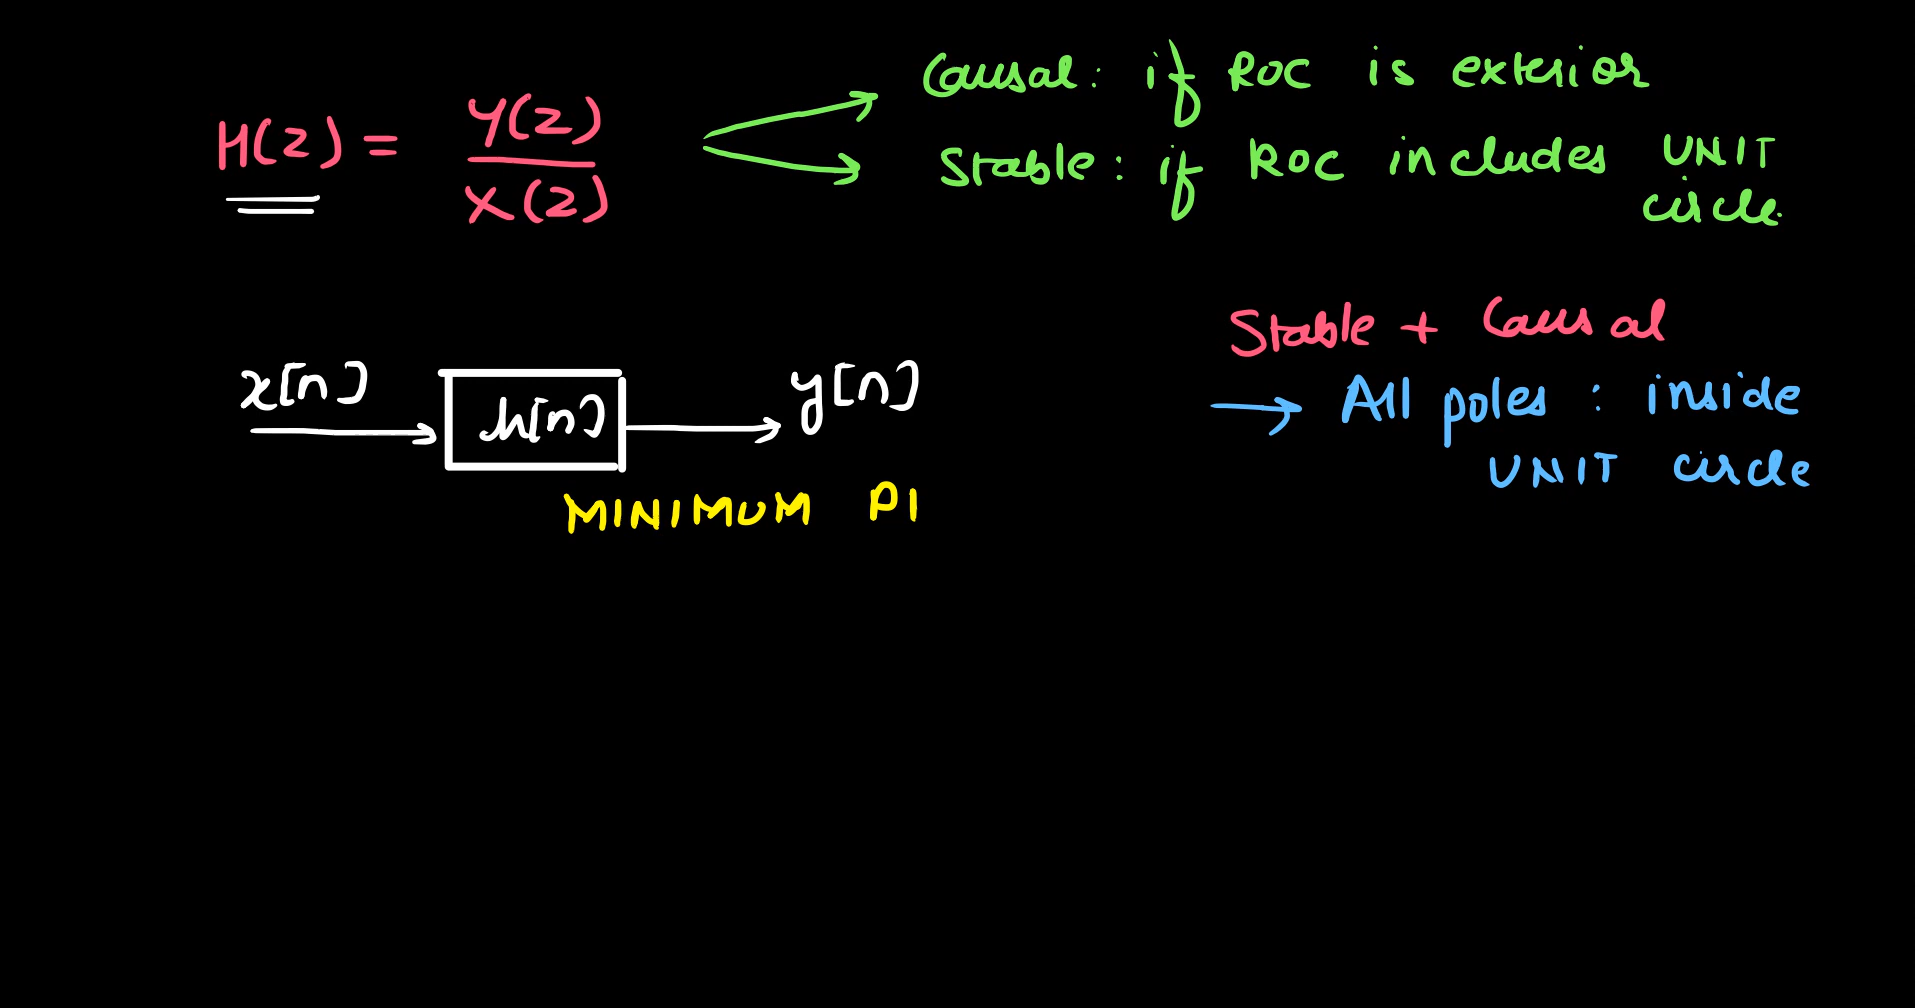 H(z) = Y(z) / X(z)
Causal : if ROC is exterior
Stable : if ROC includes UNIT
circle
Stable + Causal
→ All poles : inside
UNIT circle
x[n] h[n] y[n]
MINIMUM PI